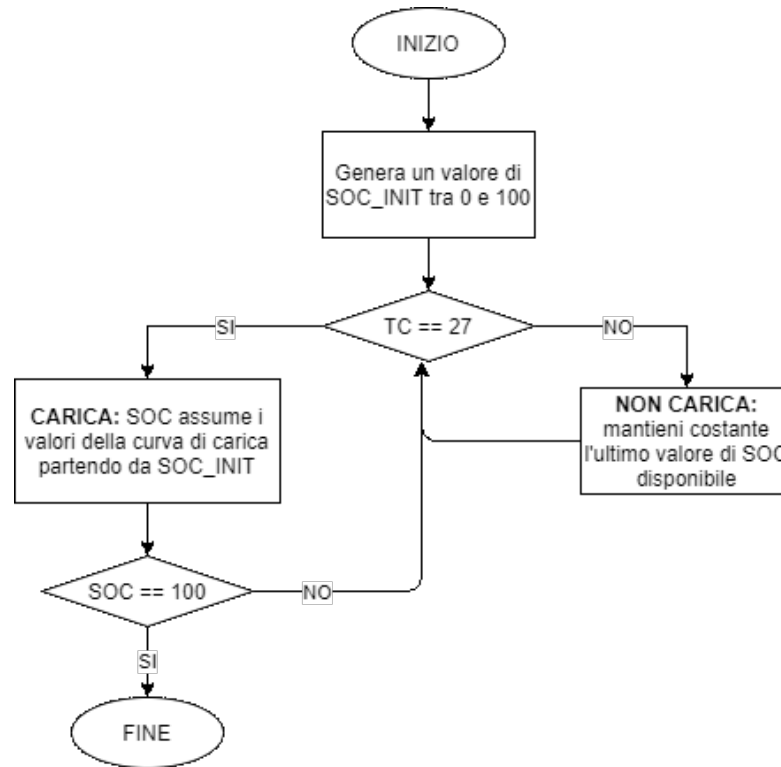 INIZIO
Genera un valore di
SOC_INIT tra 0 e 100
TC == 27
SI
NO
CARICA: SOC assume i
valori della curva di carica
partendo da SOC_INIT
NON CARICA:
mantieni costante
l'ultimo valore di SOC
disponibile
SOC == 100
NO
SI
FINE